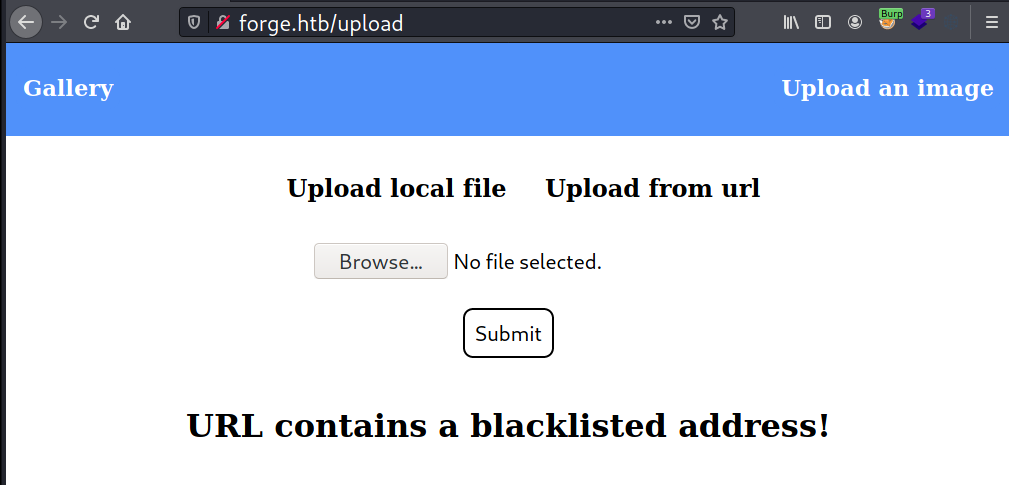 forge.htb/upload
Burp
3
Gallery Upload an image
Upload local file Upload from url
Browse... No file selected.
Submit
URL contains a blacklisted address!